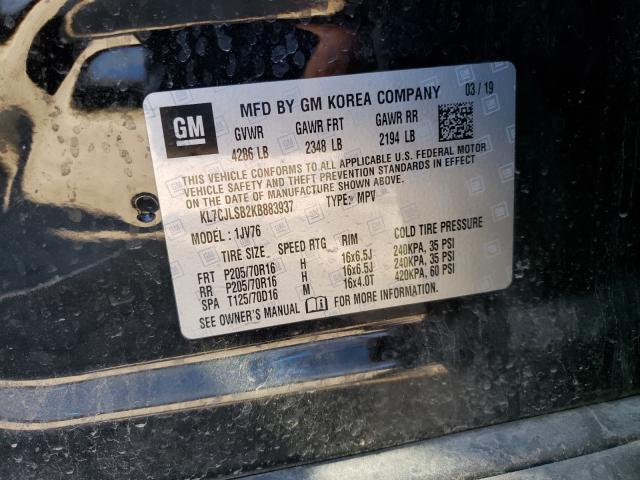 MFD BY GM KOREA COMPANY 03 / 19
GM
GVWR GAWR FRT GAWR RR
4286 LB 2348 LB 2194 LB
THIS VEHICLE CONFORMS TO ALL APPLICABLE U.S. FEDERAL MOTOR
VEHICLE SAFETY AND THEFT PREVENTION STANDARDS IN EFFECT
ON THE DATE OF MANUFACTURE SHOWN ABOVE.
KL7CJLSB2KB883937 TYPE: MPV
MODEL: 1JV76
TIRE SIZE SPEED RTG RIM COLD TIRE PRESSURE
FRT P205/70R16 H 16x6.5J 240KPA, 35 PSI
RR P205/70R16 H 16x6.5J 240KPA, 35 PSI
SPA T125/70D16 M 16x4.0T 420KPA, 60 PSI
SEE OWNER'S MANUAL FOR MORE INFORMATION.